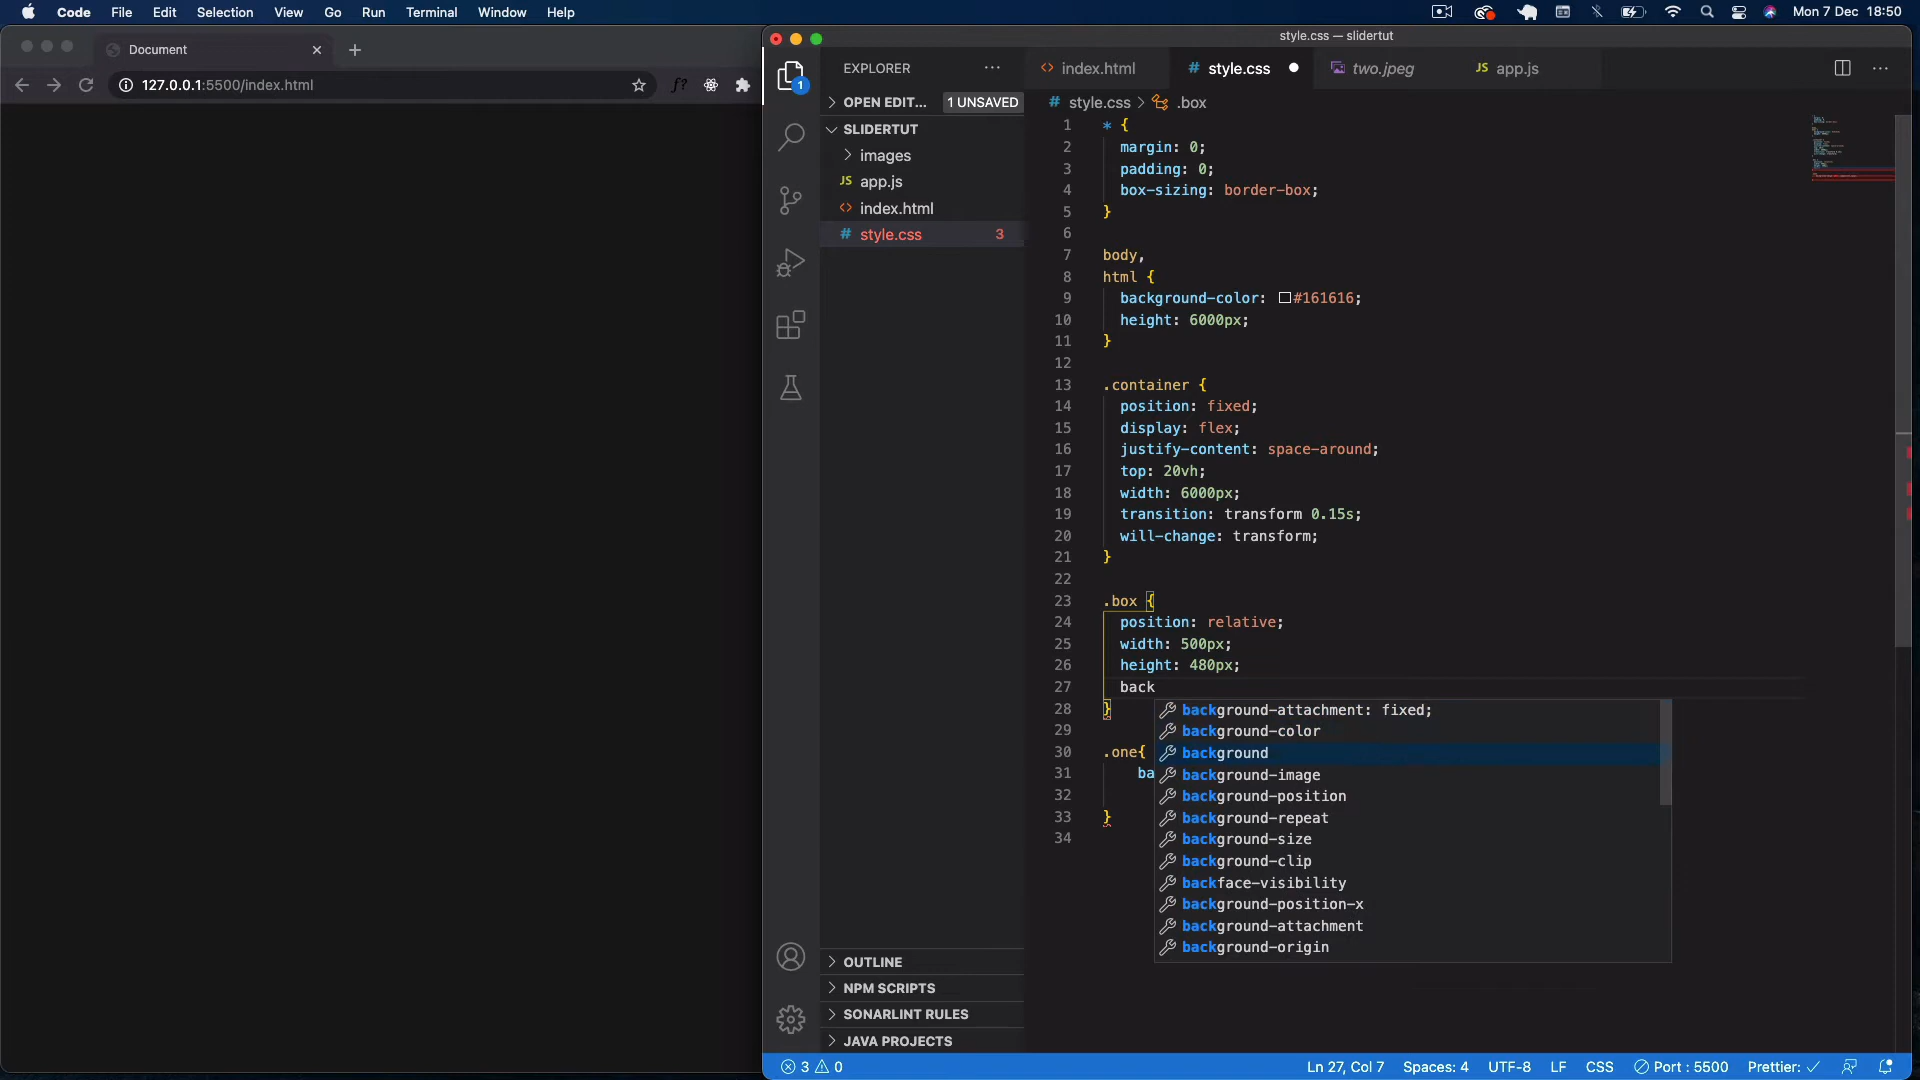 Code File Edit Selection View Go Run Terminal Window Help Mon 7 Dec 18:50
Document
127.0.0.1:5500/index.html
style.css — slidertut
EXPLORER
index.html
style.css
two.jpeg
JS app.js
OPEN EDIT... 1 UNSAVED
SLIDERTUT
images
JS app.js
index.html
# style.css 3
OUTLINE
NPM SCRIPTS
SONARLINT RULES
JAVA PROJECTS
# style.css > .box
1 * {
2 margin: 0;
3 padding: 0;
4 box-sizing: border-box;
5 }
6
7 body,
8 html {
9 background-color: #161616;
10 height: 6000px;
11 }
12
13 .container {
14 position: fixed;
15 display: flex;
16 justify-content: space-around;
17 top: 20vh;
18 width: 6000px;
19 transition: transform 0.15s;
20 will-change: transform;
21 }
22
23 .box {
24 position: relative;
25 width: 500px;
26 height: 480px;
27 back
28 }
29
30 .one{
31 ba
32
33 }
34
background-attachment: fixed;
background-color
background
background-image
background-position
background-repeat
background-size
background-clip
backface-visibility
background-position-x
background-attachment
background-origin
3 0 Ln 27, Col 7 Spaces: 4 UTF-8 LF CSS Port : 5500 Prettier: ✓